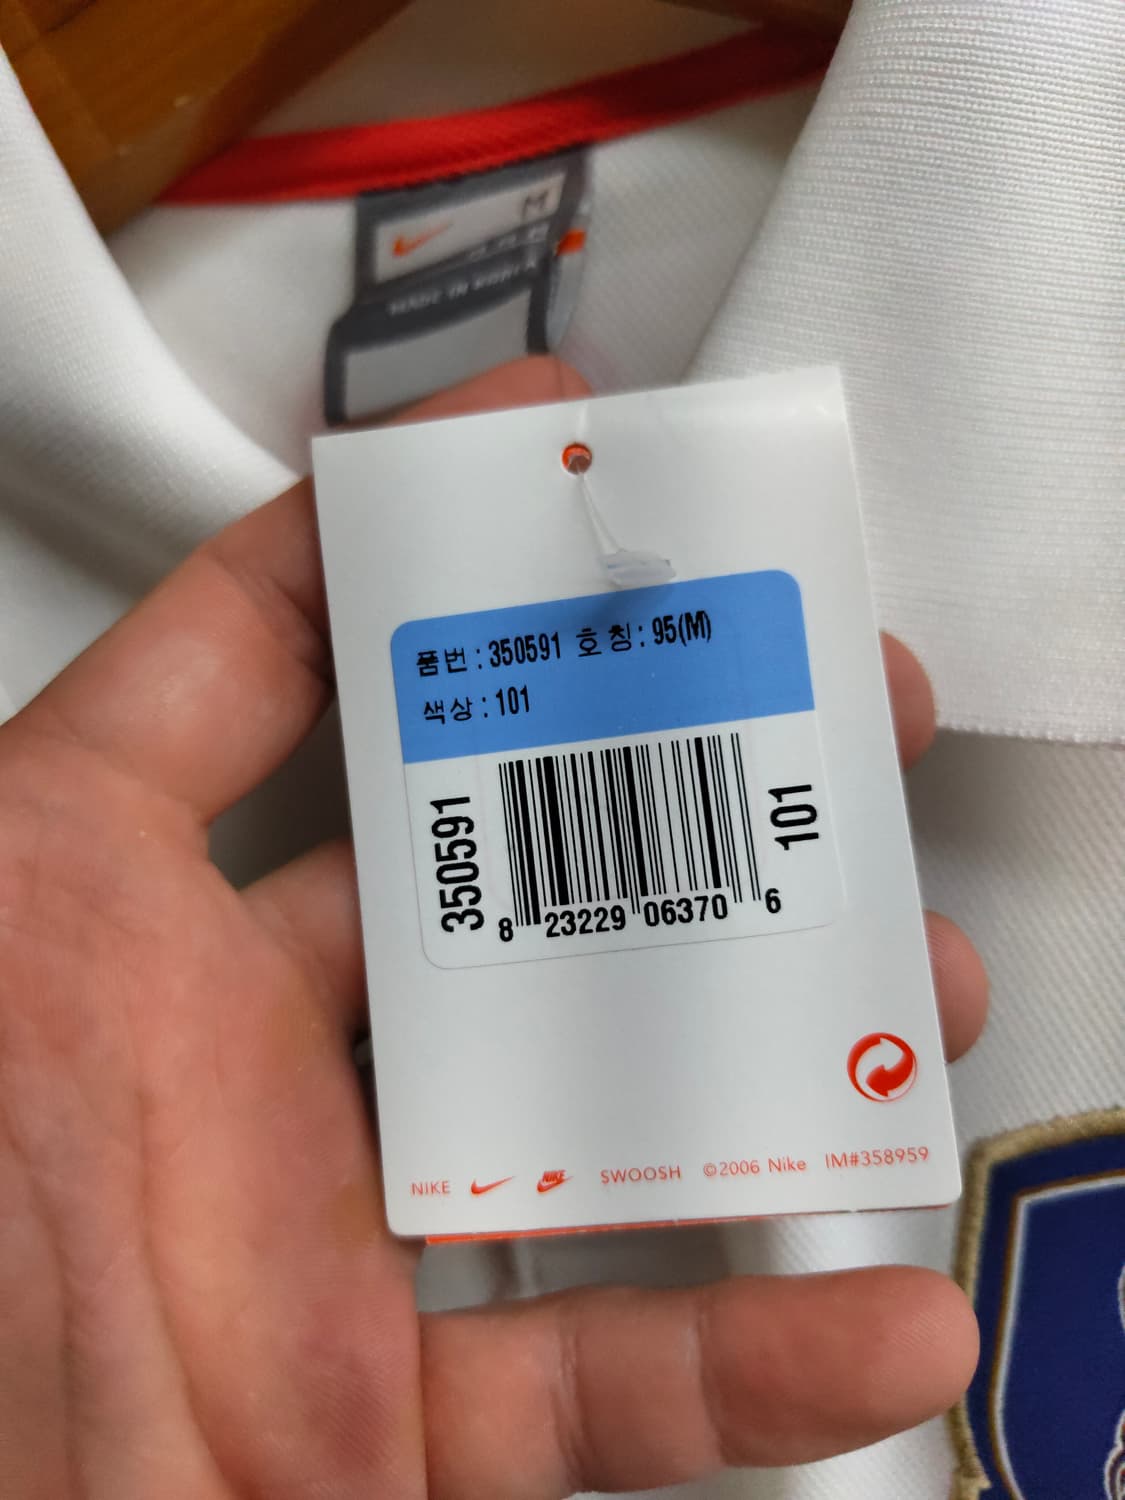 M
MADE IN KOREA
품번 : 350591 호칭 : 95(M)
색상 : 101
350591
101
8 23229 06370 6
NIKE NIKE SWOOSH ©2006 Nike IM#358959